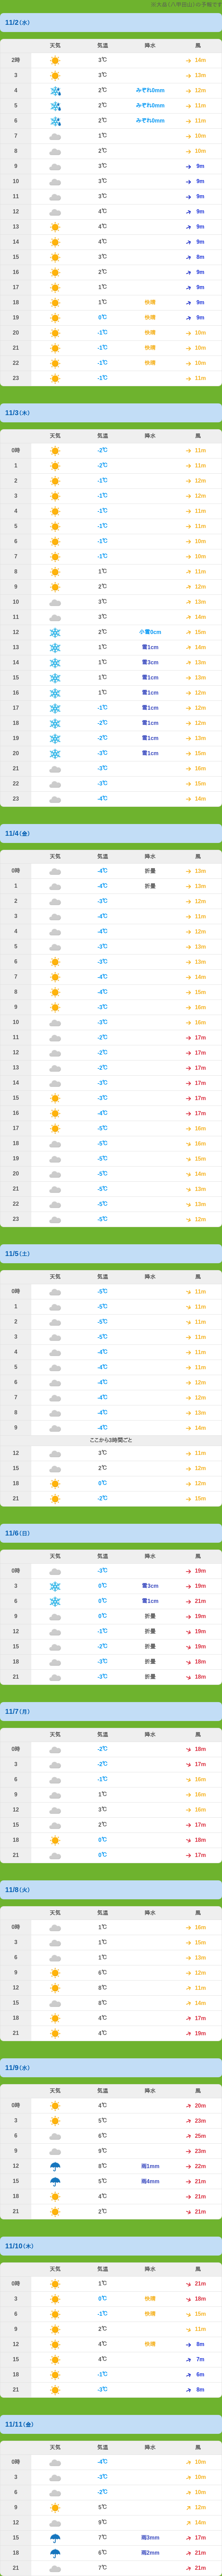 ※大岳(八甲田山)の予報です
11/2(水)
天気 気温 降水 風
2時 3℃ 14m
3 3℃ 13m
4 2℃ みぞれ0mm 12m
5 2℃ みぞれ0mm 11m
6 2℃ みぞれ0mm 11m
7 1℃ 10m
8 2℃ 10m
9 3℃ 9m
10 3℃ 9m
11 3℃ 9m
12 4℃ 9m
13 4℃ 9m
14 4℃ 9m
15 3℃ 8m
16 2℃ 9m
17 1℃ 9m
18 1℃ 快晴 9m
19 0℃ 快晴 9m
20 -1℃ 快晴 10m
21 -1℃ 快晴 10m
22 -1℃ 快晴 10m
23 -1℃ 11m
11/3(木)
天気 気温 降水 風
0時 -2℃ 11m
1 -2℃ 11m
2 -1℃ 12m
3 -1℃ 12m
4 -1℃ 11m
5 -1℃ 11m
6 -1℃ 10m
7 -1℃ 10m
8 1℃ 11m
9 2℃ 12m
10 3℃ 13m
11 3℃ 14m
12 2℃ 小雪0cm 15m
13 1℃ 雪1cm 14m
14 1℃ 雪3cm 13m
15 1℃ 雪1cm 13m
16 1℃ 雪1cm 12m
17 -1℃ 雪1cm 12m
18 -2℃ 雪1cm 12m
19 -2℃ 雪1cm 13m
20 -3℃ 雪1cm 15m
21 -3℃ 16m
22 -3℃ 15m
23 -4℃ 14m
11/4(金)
天気 気温 降水 風
0時 -4℃ 折曇 13m
1 -4℃ 折曇 13m
2 -3℃ 12m
3 -4℃ 11m
4 -4℃ 12m
5 -3℃ 13m
6 -3℃ 13m
7 -4℃ 14m
8 -4℃ 15m
9 -3℃ 16m
10 -3℃ 16m
11 -2℃ 17m
12 -2℃ 17m
13 -2℃ 17m
14 -3℃ 17m
15 -3℃ 17m
16 -4℃ 17m
17 -5℃ 16m
18 -5℃ 16m
19 -5℃ 15m
20 -5℃ 14m
21 -5℃ 13m
22 -5℃ 13m
23 -5℃ 12m
11/5(土)
天気 気温 降水 風
0時 -5℃ 11m
1 -5℃ 11m
2 -5℃ 11m
3 -5℃ 11m
4 -4℃ 11m
5 -4℃ 11m
6 -4℃ 12m
7 -4℃ 12m
8 -4℃ 13m
9 -4℃ 14m
ここから3時間ごと
12 3℃ 11m
15 2℃ 12m
18 0℃ 12m
21 -2℃ 15m
11/6(日)
天気 気温 降水 風
0時 -3℃ 19m
3 0℃ 雪3cm 19m
6 0℃ 雪1cm 21m
9 0℃ 折曇 19m
12 -1℃ 折曇 19m
15 -2℃ 折曇 19m
18 -3℃ 折曇 18m
21 -3℃ 折曇 18m
11/7(月)
天気 気温 降水 風
0時 -2℃ 18m
3 -2℃ 17m
6 -1℃ 16m
9 1℃ 16m
12 3℃ 16m
15 2℃ 17m
18 0℃ 18m
21 0℃ 17m
11/8(火)
天気 気温 降水 風
0時 1℃ 16m
3 1℃ 15m
6 1℃ 13m
9 6℃ 12m
12 8℃ 11m
15 8℃ 14m
18 4℃ 17m
21 4℃ 19m
11/9(水)
天気 気温 降水 風
0時 4℃ 20m
3 5℃ 23m
6 6℃ 25m
9 9℃ 23m
12 8℃ 雨1mm 22m
15 5℃ 雨4mm 21m
18 4℃ 21m
21 2℃ 21m
11/10(木)
天気 気温 降水 風
0時 1℃ 21m
3 0℃ 快晴 18m
6 -1℃ 快晴 15m
9 2℃ 11m
12 4℃ 快晴 8m
15 4℃ 7m
18 -1℃ 6m
21 -3℃ 8m
11/11(金)
天気 気温 降水 風
0時 -4℃ 10m
3 -3℃ 10m
6 -2℃ 10m
9 5℃ 12m
12 9℃ 14m
15 7℃ 雨3mm 17m
18 6℃ 雨2mm 21m
21 7℃ 21m